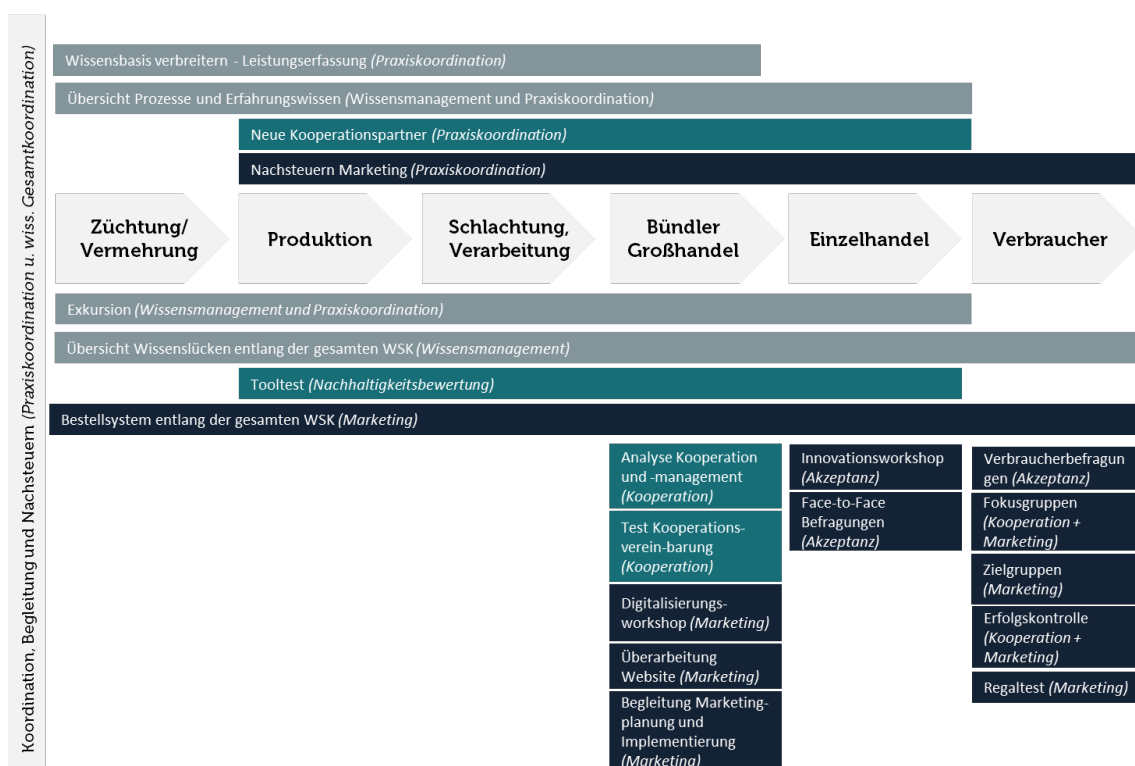 Koordination, Begleitung und Nachsteuern (Praxiskoordination u. wiss. Gesamtkoordination)
Wissensbasis verbreitern - Leistungserfassung (Praxiskoordination)
Übersicht Prozesse und Erfahrungswissen (Wissensmanagement und Praxiskoordination)
Neue Kooperationspartner (Praxiskoordination)
Nachsteuern Marketing (Praxiskoordination)
Züchtung/
Vermehrung
Produktion
Schlachtung,
Verarbeitung
Bündler
Großhandel
Einzelhandel
Verbraucher
Exkursion (Wissensmanagement und Praxiskoordination)
Übersicht Wissenslücken entlang der gesamten WSK (Wissensmanagement)
Tooltest (Nachhaltigkeitsbewertung)
Bestellsystem entlang der gesamten WSK (Marketing)
Analyse Kooperation
und -management
(Kooperation)
Test Kooperations-
verein-barung
(Kooperation)
Digitalisierungs-
workshop (Marketing)
Überarbeitung
Website (Marketing)
Begleitung Marketing-
planung und
Implementierung
(Marketing)
Innovationsworkshop
(Akzeptanz)
Face-to-Face
Befragungen
(Akzeptanz)
Verbraucherbefragun
gen (Akzeptanz)
Fokusgruppen
(Kooperation +
Marketing)
Zielgruppen
(Marketing)
Erfolgskontrolle
(Kooperation +
Marketing)
Regaltest (Marketing)